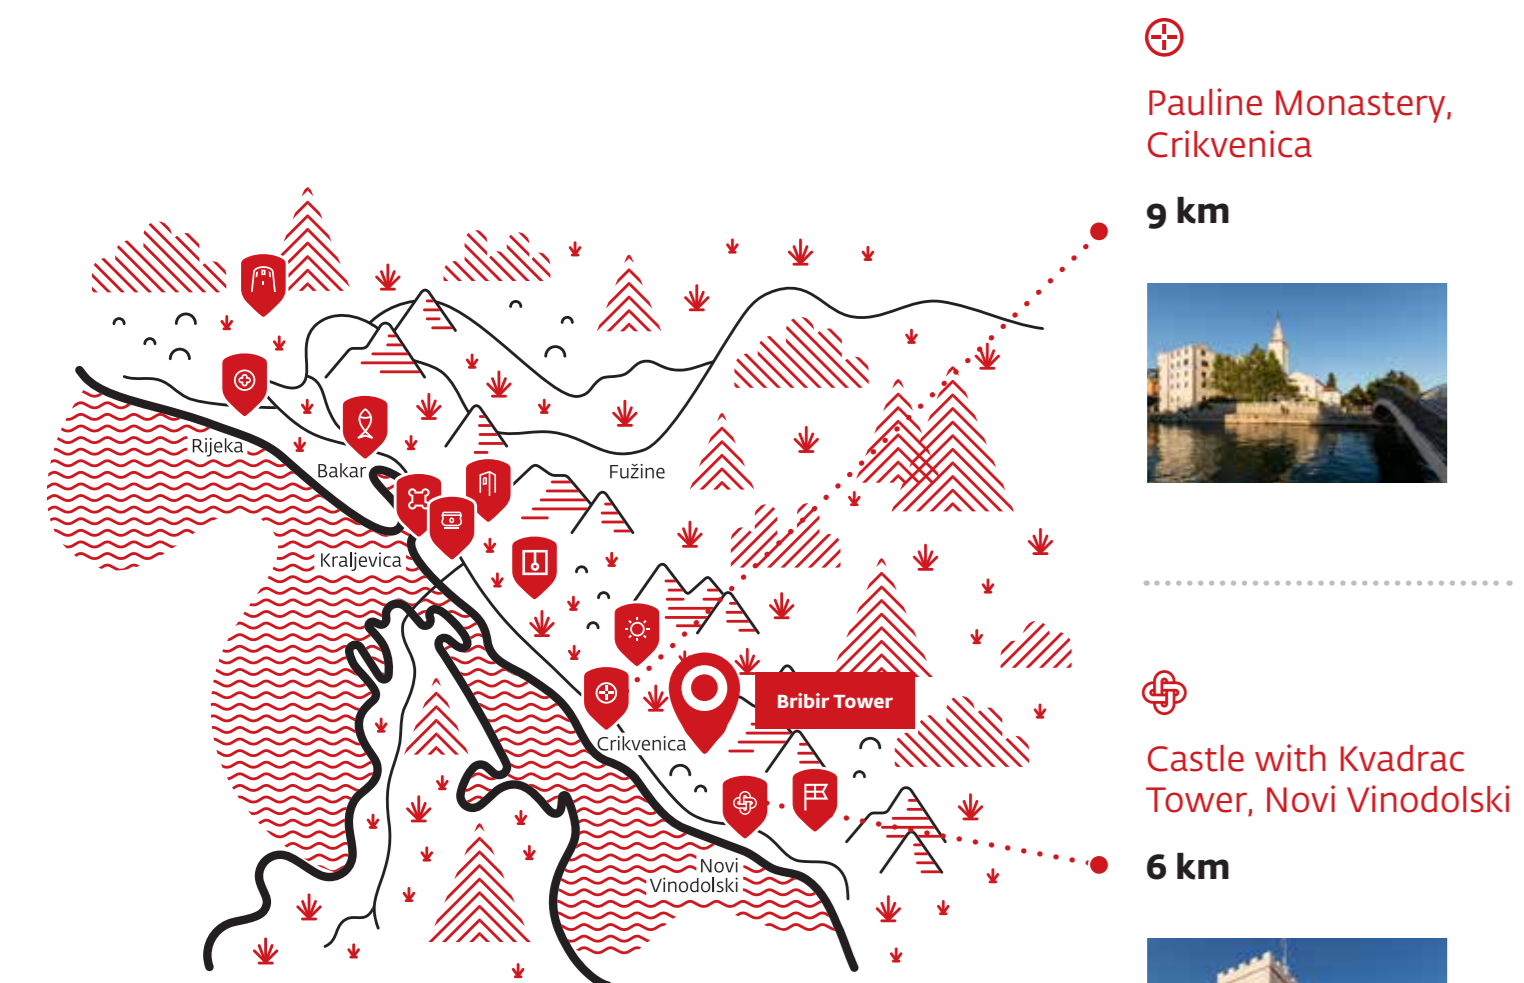 Pauline Monastery,
Crikvenica
9 km
Rijeka
Bakar
Fužine
Kraljevica
Bribir Tower
Crikvenica
Novi
Vinodolski
Castle with Kvadrac
Tower, Novi Vinodolski
6 km